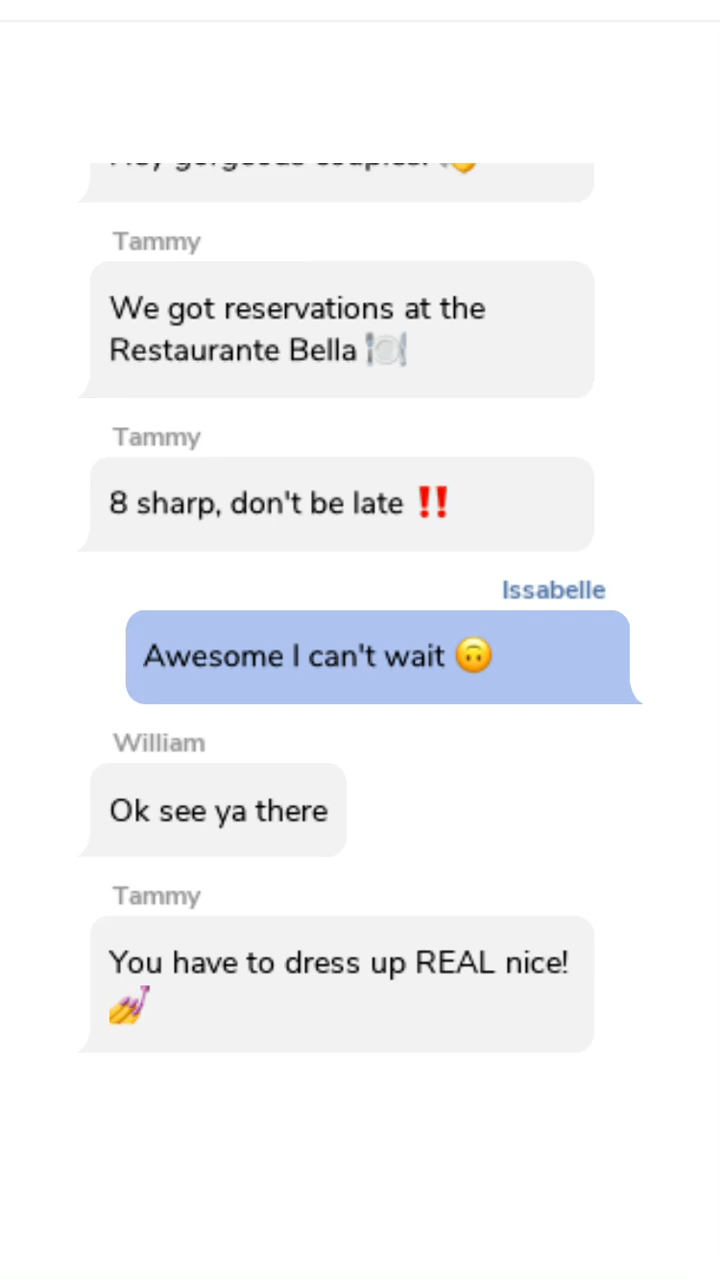 Tammy
We got reservations at the
Restaurante Bella 🍽️
Tammy
8 sharp, don't be late ‼️
Issabelle
Awesome I can't wait 🙃
William
Ok see ya there
Tammy
You have to dress up REAL nice!
💅